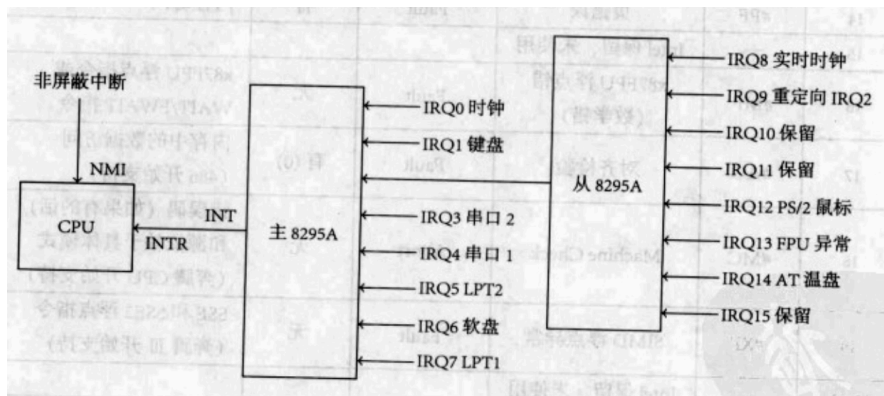 非屏蔽中断
NMI
CPU
INT
INTR
主 8295A
IRQ0 时钟
IRQ1 键盘
IRQ3 串口 2
IRQ4 串口 1
IRQ5 LPT2
IRQ6 软盘
IRQ7 LPT1
从 8295A
IRQ8 实时时钟
IRQ9 重定向 IRQ2
IRQ10 保留
IRQ11 保留
IRQ12 PS/2 鼠标
IRQ13 FPU 异常
IRQ14 AT 温盘
IRQ15 保留